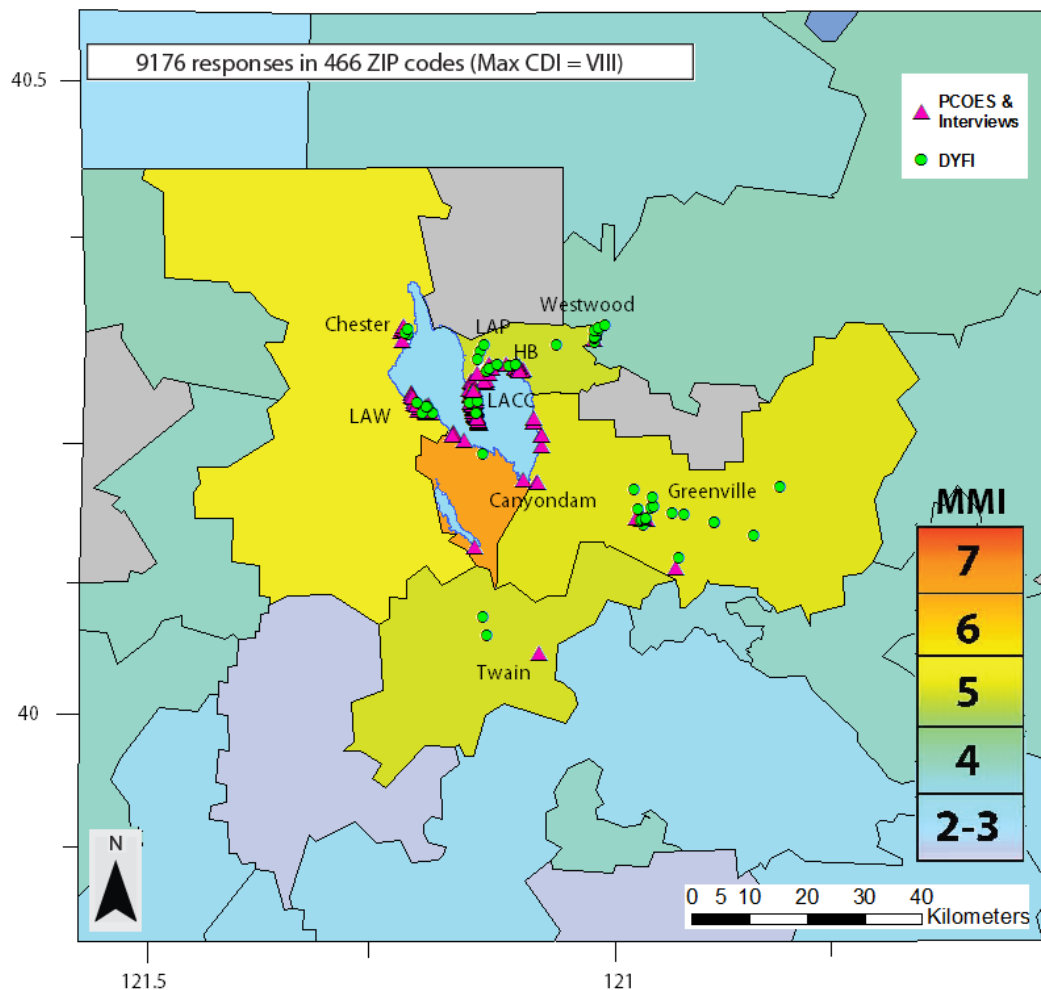 40.5
9176 responses in 466 ZIP codes (Max CDI = VIII)
PCOES &
Interviews
DYFI
Westwood
Chester
LAP
HB
LAW
LACC
Canyondam
Greenville
MMI
7
6
5
4
2-3
Twain
40
N
0 5 10 20 30 40
Kilometers
121.5
121